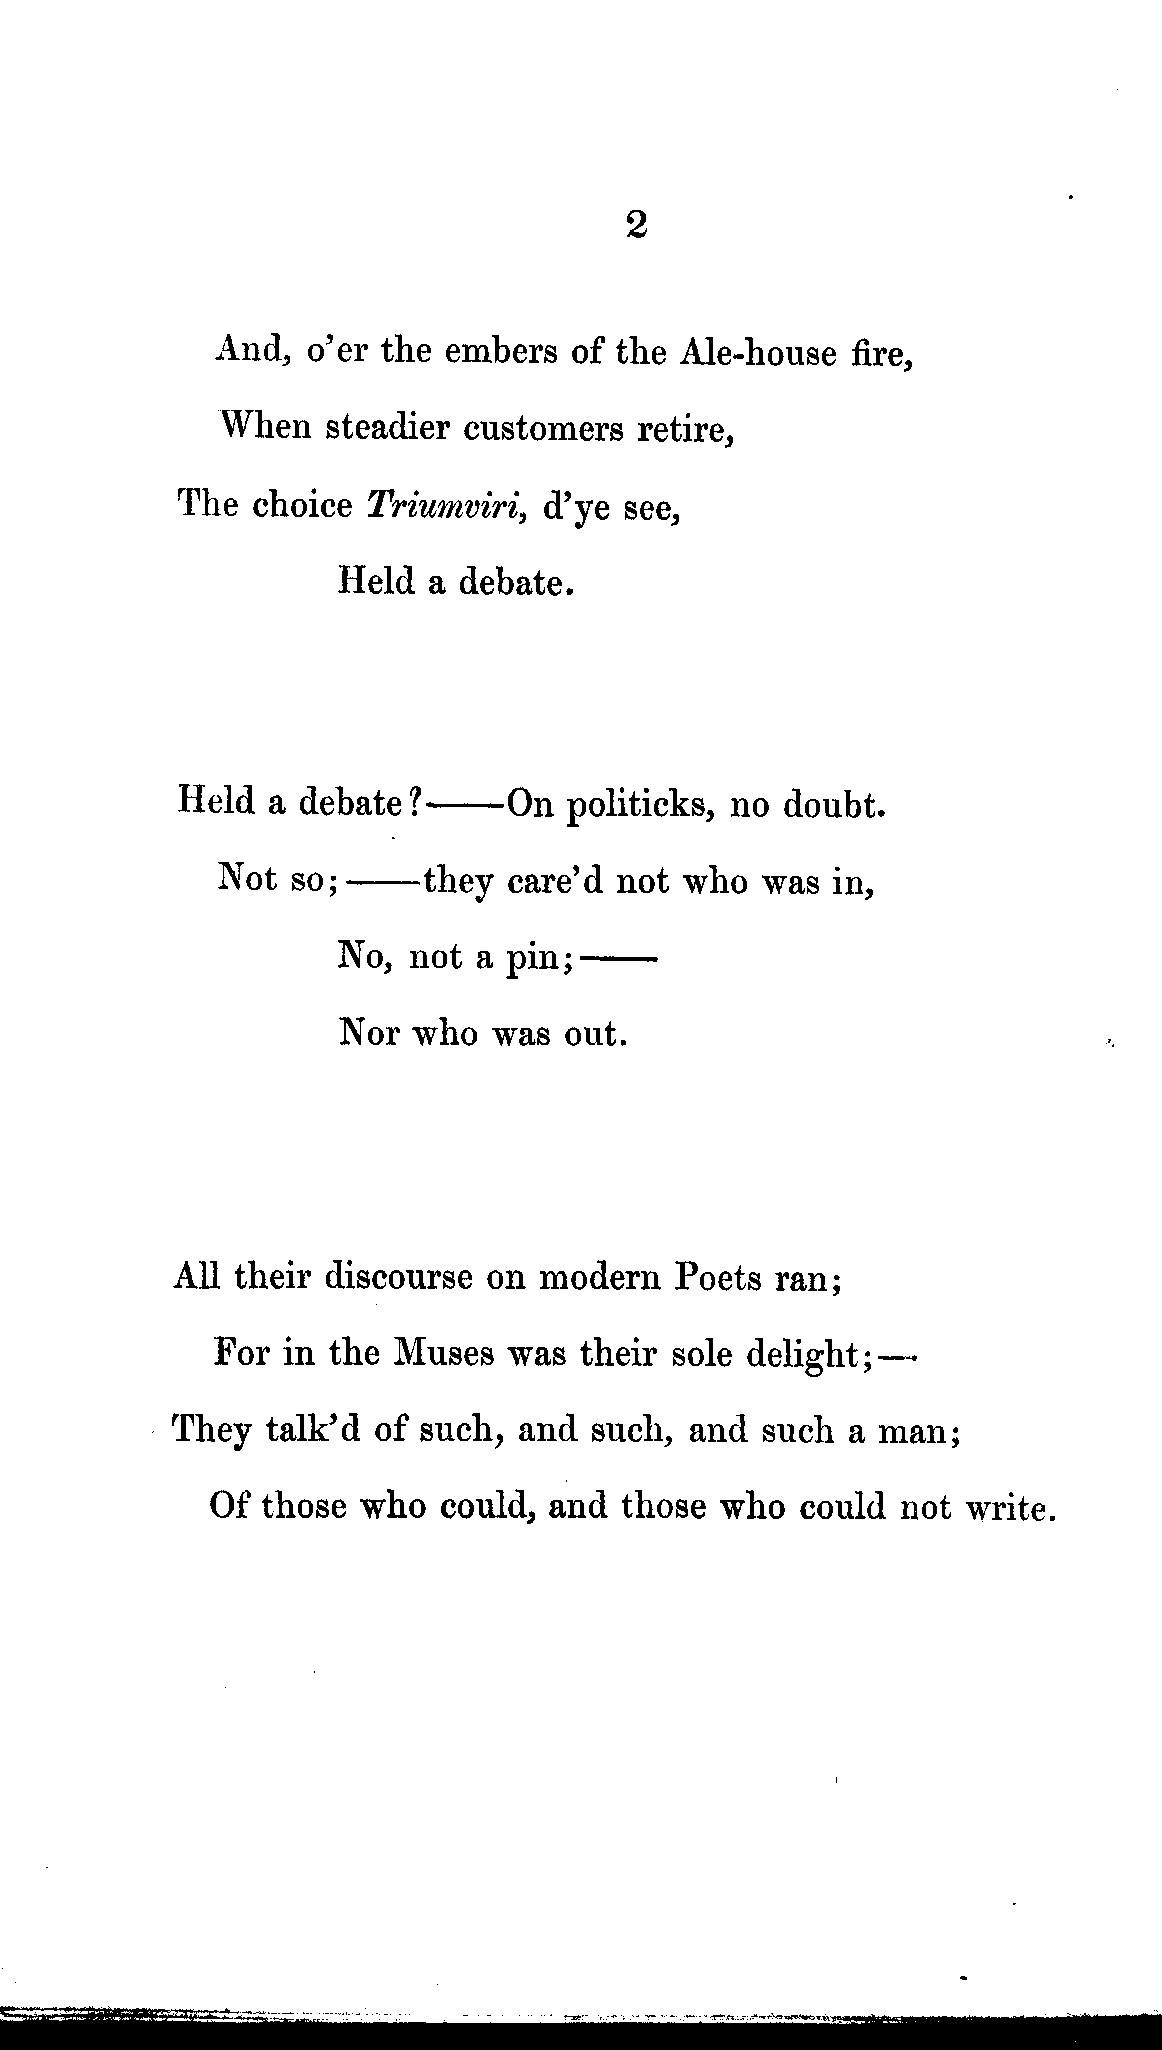 2
And, o'er the embers of the Ale-house fire,
When steadier customers retire,
The choice Triumviri, d'ye see,
Held a debate.
Held a debate?——On politicks, no doubt.
Not so;——they care'd not who was in,
No, not a pin;——
Nor who was out.
All their discourse on modern Poets ran;
For in the Muses was their sole delight;—
They talk'd of such, and such, and such a man;
Of those who could, and those who could not write.